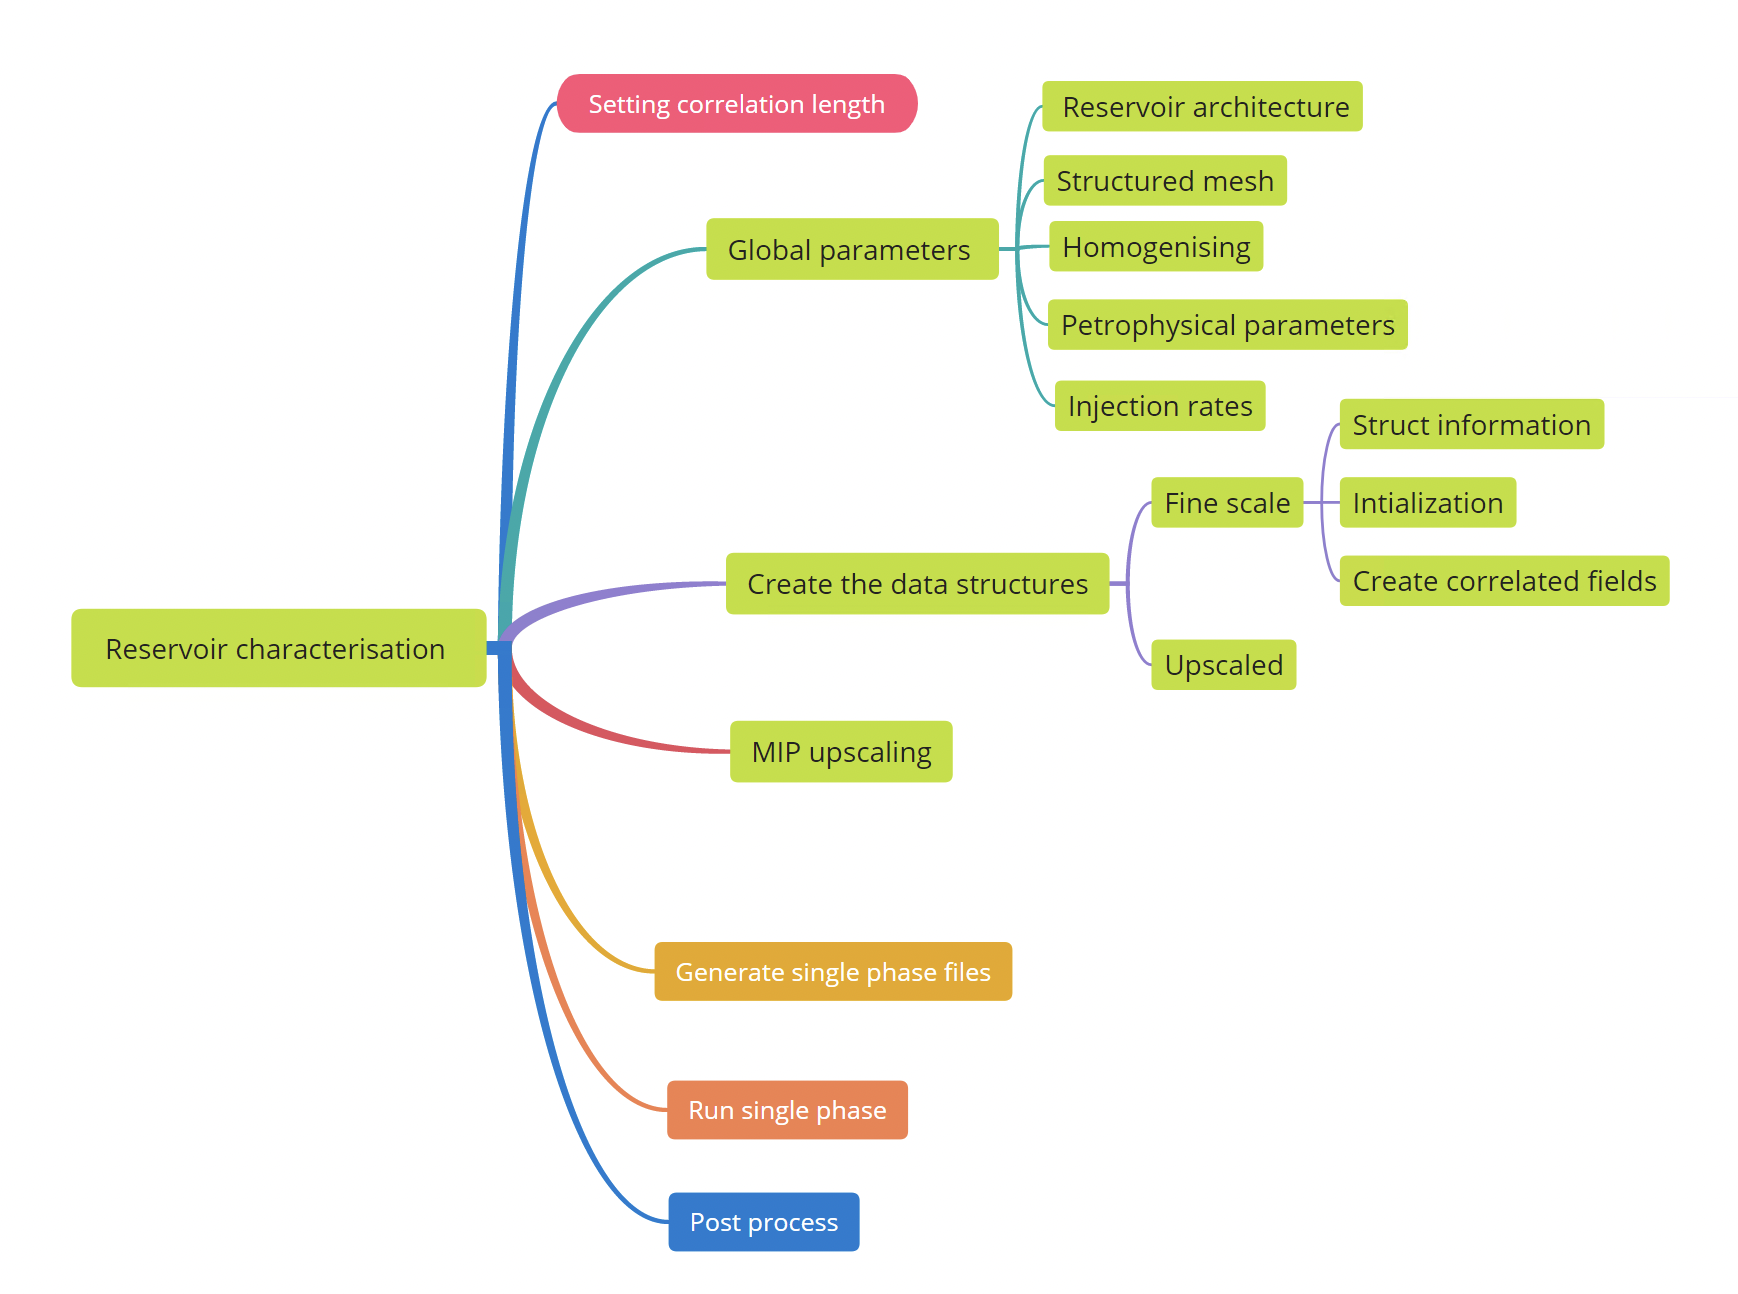 Setting correlation length
Reservoir architecture
Structured mesh
Global parameters
Homogenising
Petrophysical parameters
Injection rates
Struct information
Fine scale
Intialization
Create the data structures
Create correlated fields
Reservoir characterisation
Upscaled
MIP upscaling
Generate single phase files
Run single phase
Post process